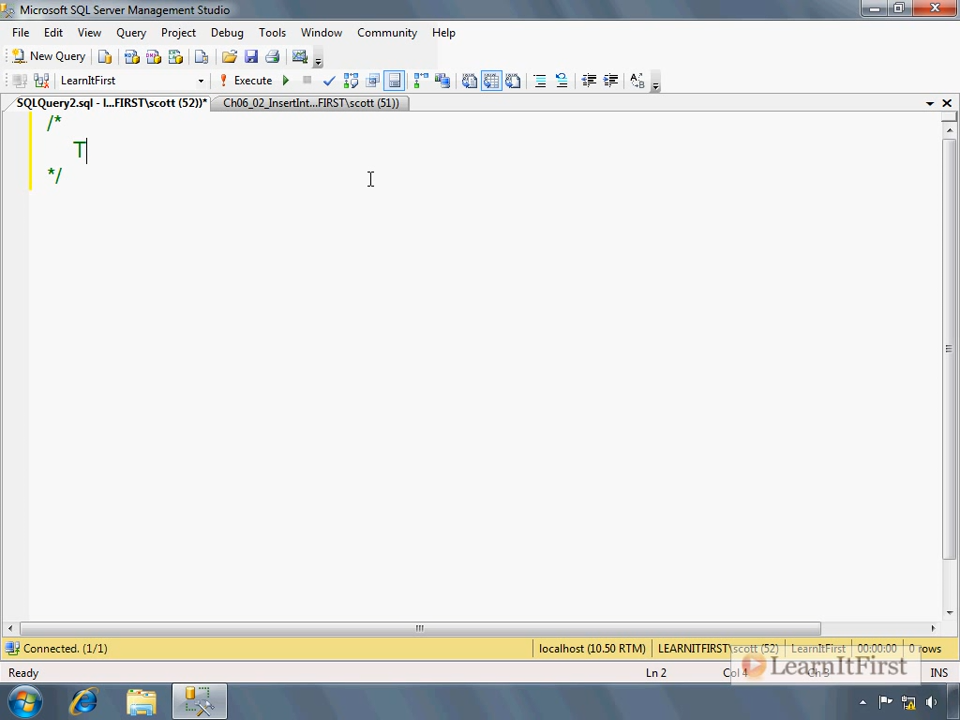 Microsoft SQL Server Management Studio
File Edit View Query Project Debug Tools Window Community Help
New Query
LearnItFirst Execute
SQLQuery2.sql - l...FIRST\scott (52))* Ch06_02_InsertInt...FIRST\scott (51))
/*
T
*/
Connected. (1/1) localhost (10.50 RTM) LEARNITFIRST\scott (52) LearnItFirst 00:00:00 0 rows
Ready Ln 2 Col 4 Ch 3 INS
LearnItFirst